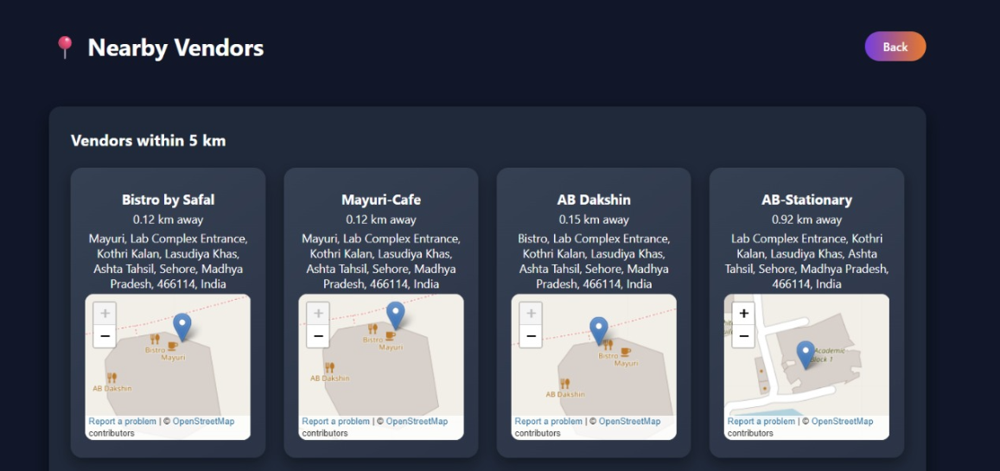 Nearby Vendors
Back
Vendors within 5 km
Bistro by Safal
0.12 km away
Mayuri, Lab Complex Entrance,
Kothri Kalan, Lasudiya Khas,
Ashta Tahsil, Sehore, Madhya
Pradesh, 466114, India
+
−
Bistro
Mayuri
AB Dakshin
Report a problem | © OpenStreetMap
contributors
Mayuri-Cafe
0.12 km away
Mayuri, Lab Complex Entrance,
Kothri Kalan, Lasudiya Khas,
Ashta Tahsil, Sehore, Madhya
Pradesh, 466114, India
+
−
Bistro
Mayuri
AB Dakshin
Report a problem | © OpenStreetMap
contributors
AB Dakshin
0.15 km away
Bistro, Lab Complex Entrance,
Kothri Kalan, Lasudiya Khas,
Ashta Tahsil, Sehore, Madhya
Pradesh, 466114, India
+
−
Bistro
Mayuri
AB Dakshin
Report a problem | © OpenStreetMap
contributors
AB-Stationary
0.92 km away
Lab Complex Entrance, Kothri
Kalan, Lasudiya Khas, Ashta
Tahsil, Sehore, Madhya Pradesh,
466114, India
+
−
Academic
Block 1
Report a problem | © OpenStreetMap
contributors